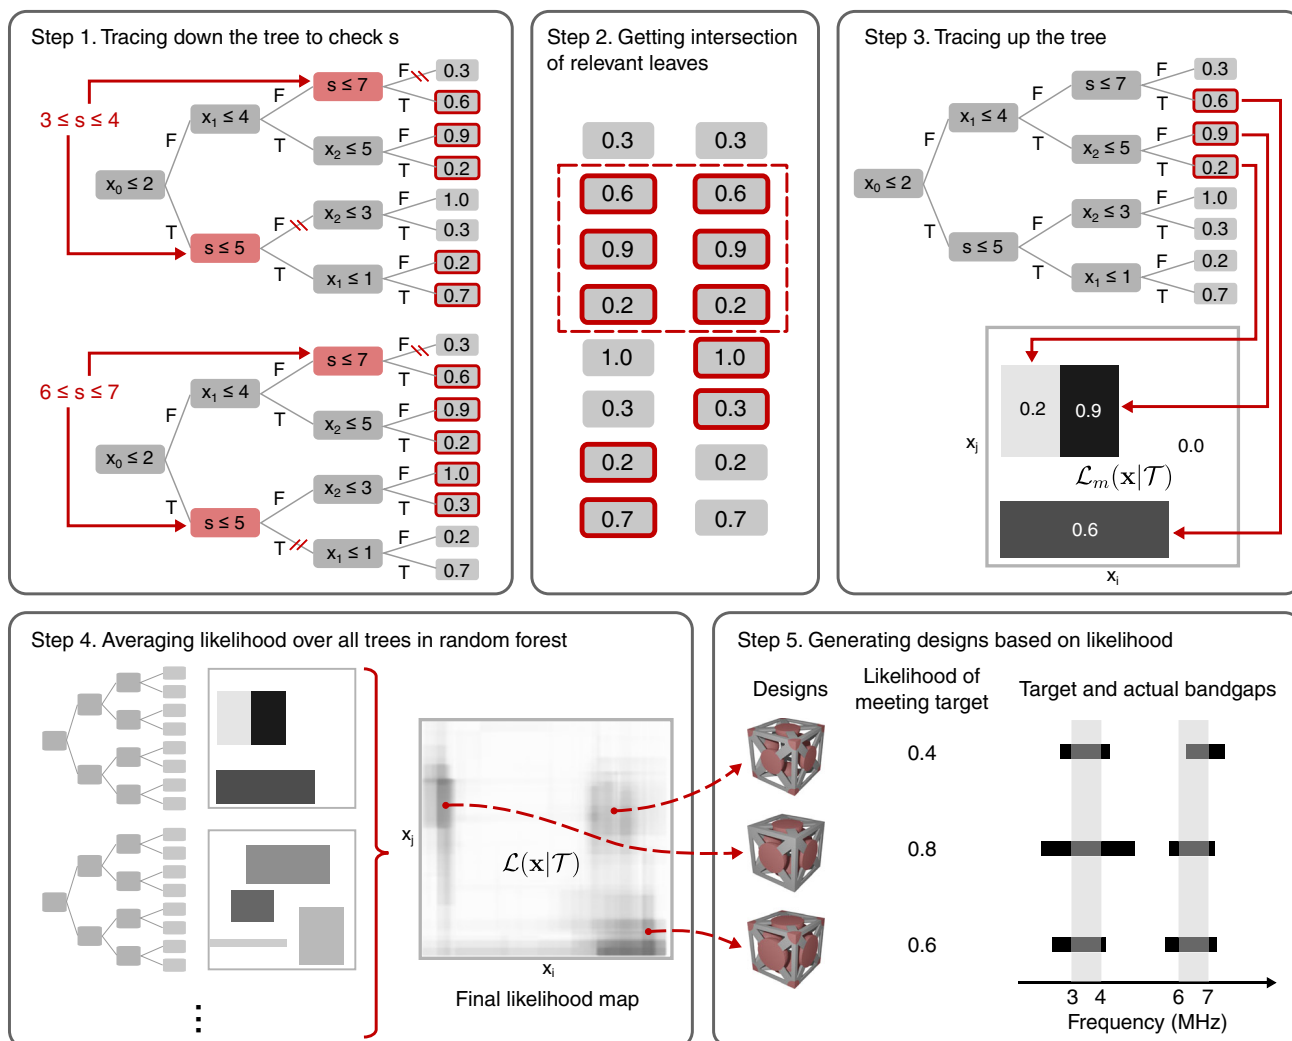 Step 1. Tracing down the tree to check s
3 ≤ s ≤ 4
x₀ ≤ 2
F
T
x₁ ≤ 4
s ≤ 5
F
T
F
T
s ≤ 7
x₂ ≤ 5
x₂ ≤ 3
x₁ ≤ 1
F
T
F
T
F
T
F
T
0.3
0.6
0.9
0.2
1.0
0.3
0.2
0.7
6 ≤ s ≤ 7
x₀ ≤ 2
F
T
x₁ ≤ 4
s ≤ 5
F
T
F
T
s ≤ 7
x₂ ≤ 5
x₂ ≤ 3
x₁ ≤ 1
F
T
F
T
F
T
F
T
0.3
0.6
0.9
0.2
1.0
0.3
0.2
0.7
Step 2. Getting intersection
of relevant leaves
0.3 0.3
0.6 0.6
0.9 0.9
0.2 0.2
1.0 1.0
0.3 0.3
0.2 0.2
0.7 0.7
Step 3. Tracing up the tree
x₀ ≤ 2
F
T
x₁ ≤ 4
s ≤ 5
F
T
F
T
s ≤ 7
x₂ ≤ 5
x₂ ≤ 3
x₁ ≤ 1
F
T
F
T
F
T
F
T
0.3
0.6
0.9
0.2
1.0
0.3
0.2
0.7
0.2 0.9
0.0
xⱼ
ℒₘ(x|𝒯)
0.6
xᵢ
Step 4. Averaging likelihood over all trees in random forest
xⱼ
ℒ(x|𝒯)
xᵢ
Final likelihood map
Step 5. Generating designs based on likelihood
Designs
Likelihood of
meeting target
Target and actual bandgaps
0.4
0.8
0.6
3 4 6 7
Frequency (MHz)